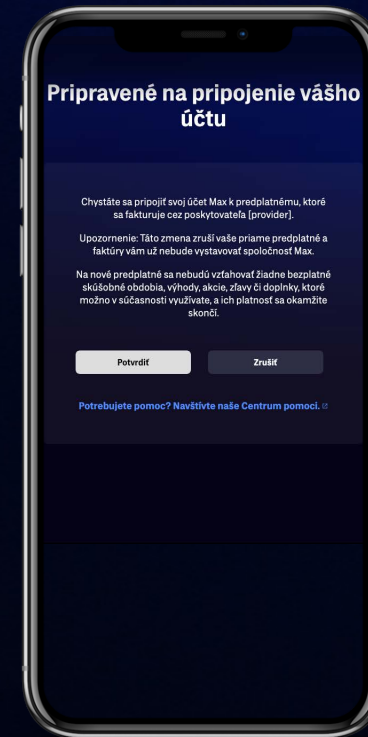 Pripravené na pripojenie vášho
účtu
Chystáte sa pripojiť svoj účet Max k predplatnému, ktoré
sa fakturuje cez poskytovateľa [provider].
Upozornenie: Táto zmena zruší vaše priame predplatné a
faktúry vám už nebude vystavovať spoločnosť Max.
Na nové predplatné sa nebudú vzťahovať žiadne bezplatné
skúšobné obdobia, výhody, akcie, zľavy či doplnky, ktoré
možno v súčasnosti využívate, a ich platnosť sa okamžite
skončí.
Potvrdiť
Zrušiť
Potrebujete pomoc? Navštívte naše Centrum pomoci.